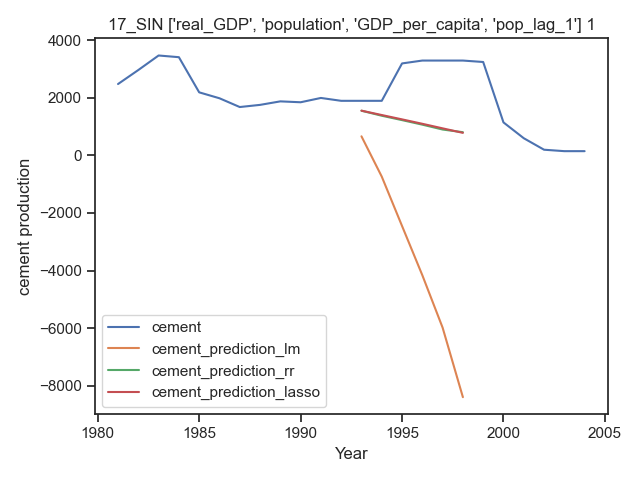 17_SIN ['real_GDP', 'population', 'GDP_per_capita', 'pop_lag_1'] 1
4000
2000
0
−2000
−4000
−6000
−8000
cement production
cement
cement_prediction_lm
cement_prediction_rr
cement_prediction_lasso
1980
1985
1990
1995
2000
2005
Year